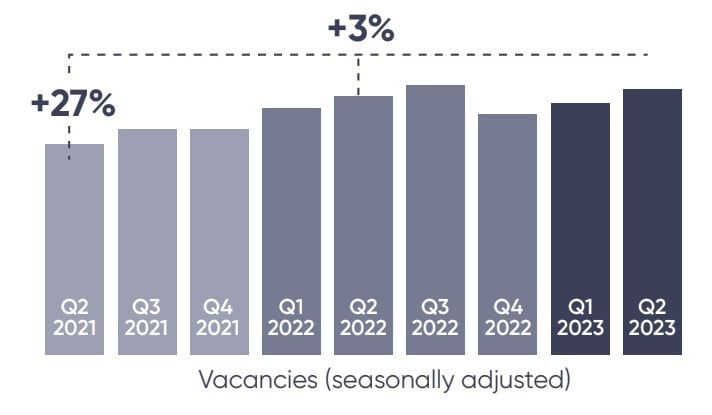 +3%
+27%
Q2
2021
Q3
2021
Q4
2021
Q1
2022
Q2
2022
Q3
2022
Q4
2022
Q1
2023
Q2
2023
Vacancies (seasonally adjusted)